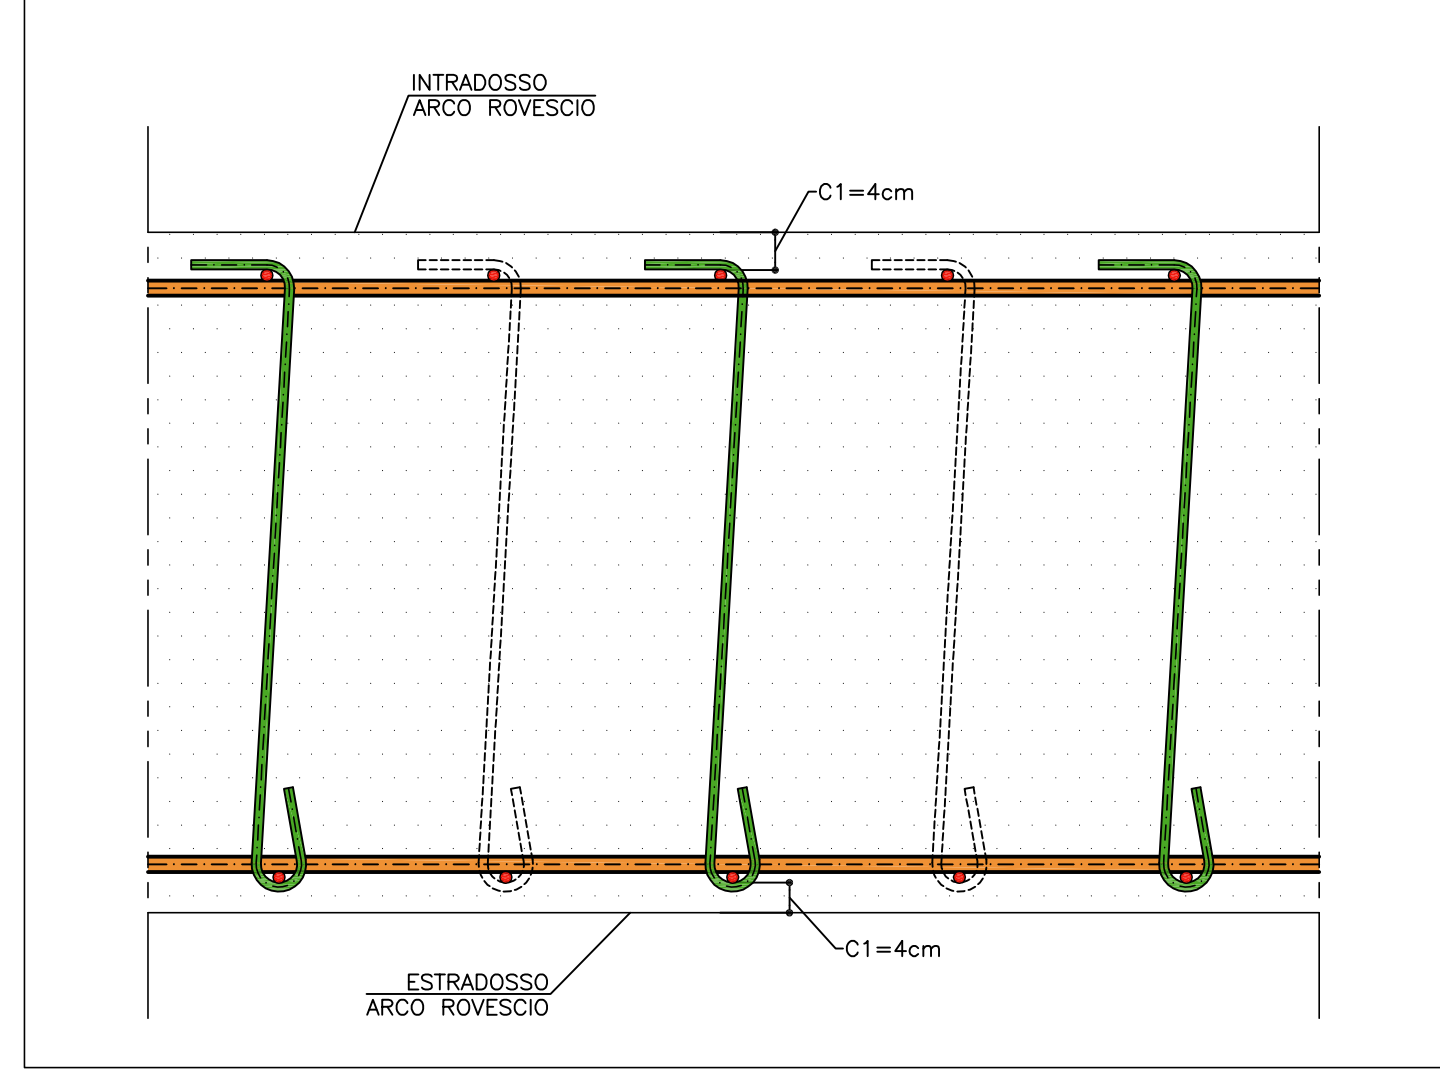 INTRADOSSO
ARCO ROVESCIO
C1=4cm
C1=4cm
ESTRADOSSO
ARCO ROVESCIO